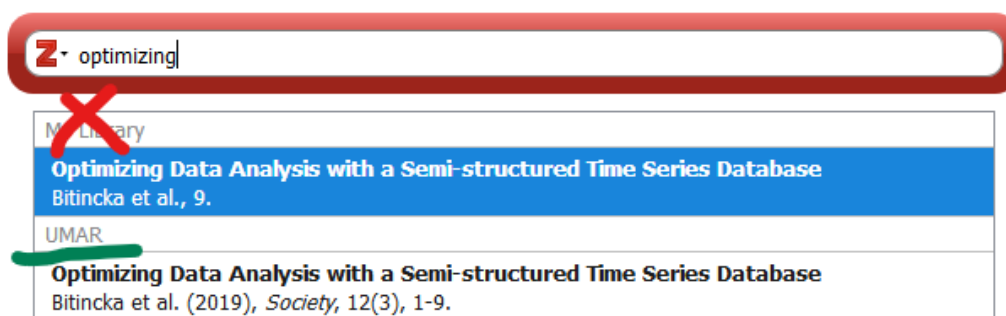 Z optimizing
My Library
Optimizing Data Analysis with a Semi-structured Time Series Database
Bitincka et al., 9.
UMAR
Optimizing Data Analysis with a Semi-structured Time Series Database
Bitincka et al. (2019), Society, 12(3), 1-9.